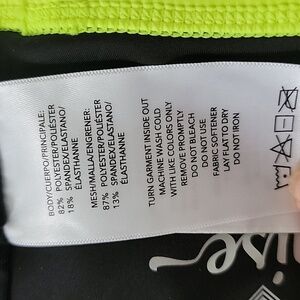 BODY/CUERPO/PRINCIPALE:
82% POLYESTER/POLIÉSTER
18% SPANDEX/ELASTANO/
ÉLASTHANNE
MESH/MALLA/ENGRENER:
87% POLYESTER/POLIÉSTER
13% SPANDEX/ELASTANO/
ÉLASTHANNE
TURN GARMENT INSIDE OUT
MACHINE WASH COLD
WITH LIKE COLORS ONLY
REMOVE PROMPTLY
NO BLEACH DO NOT USE
FABRIC SOFTENER
LAY FLAT TO DRY
DO NOT IRON